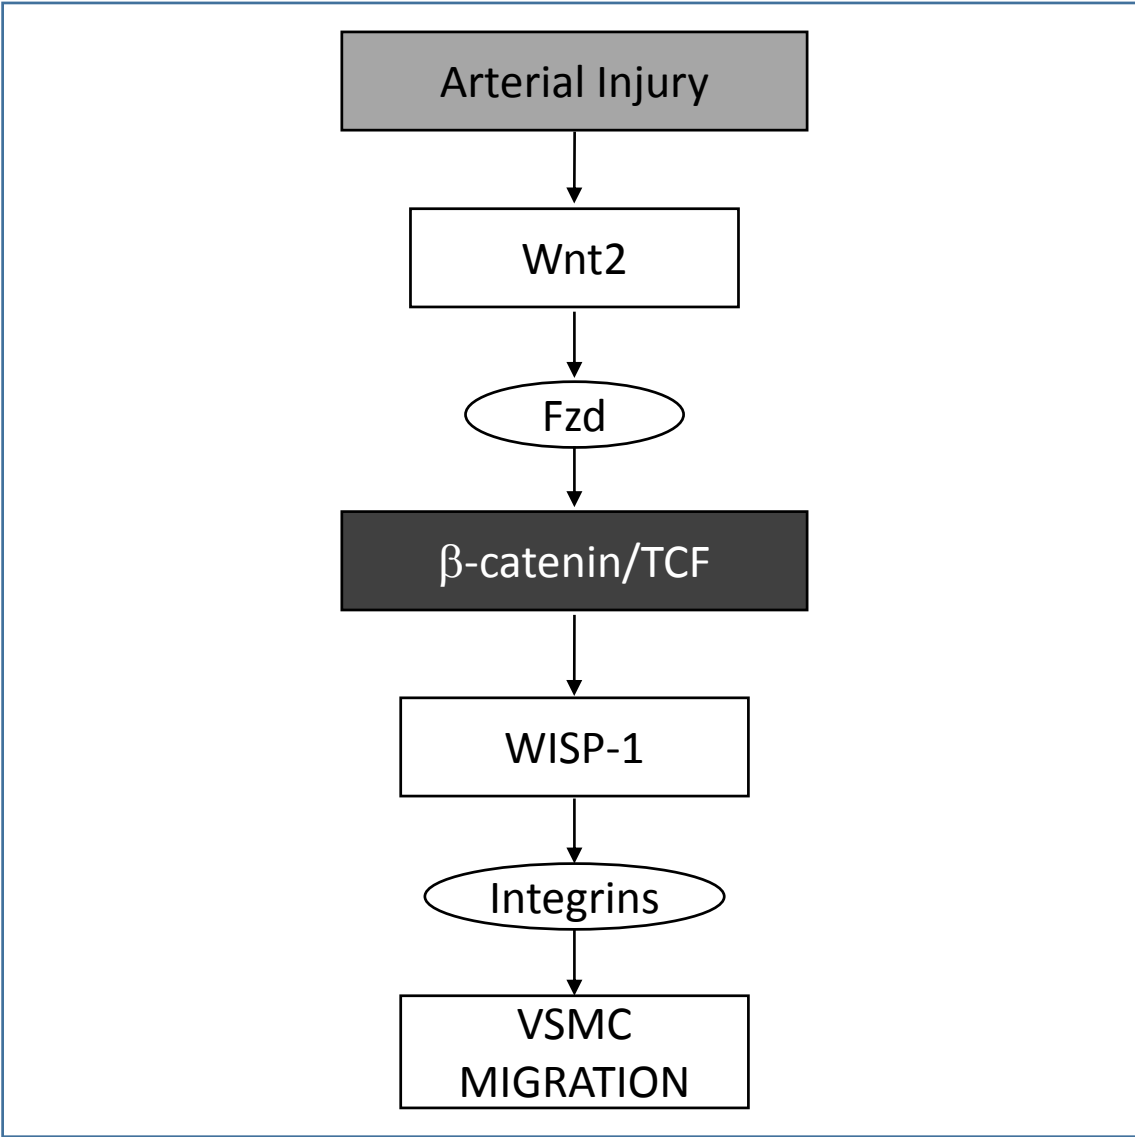 Arterial Injury
Wnt2
Fzd
β-catenin/TCF
WISP-1
Integrins
VSMC
MIGRATION